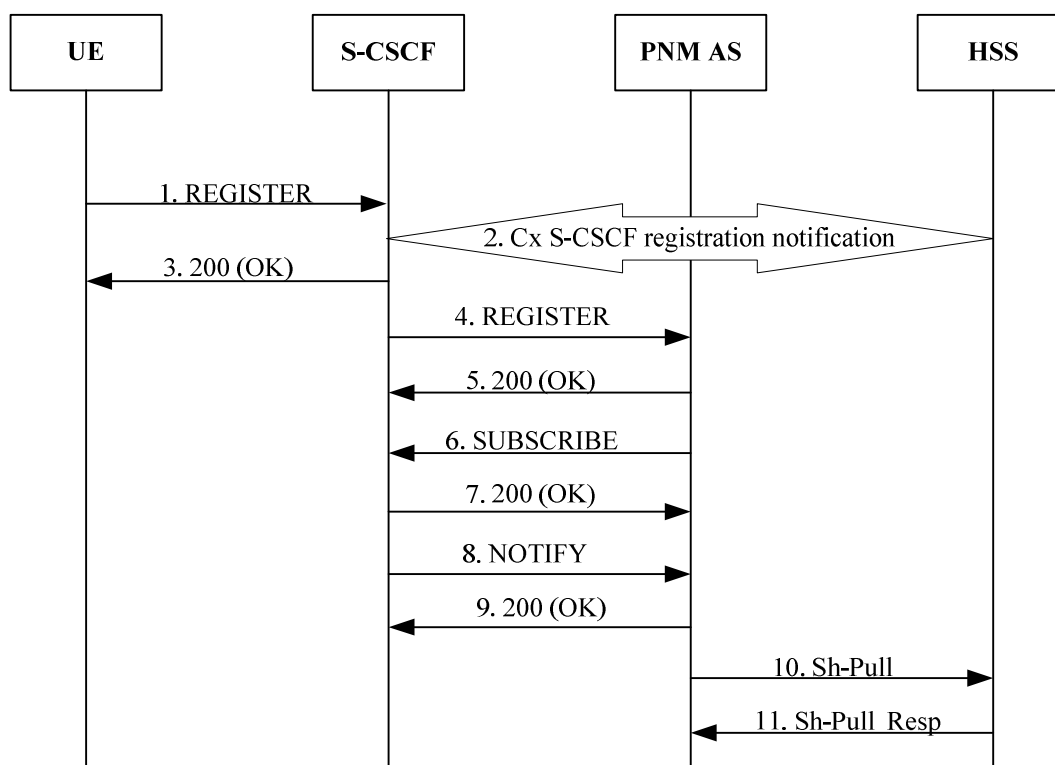 UE
S-CSCF
PNM AS
HSS
1. REGISTER
2. Cx S-CSCF registration notification
3. 200 (OK)
4. REGISTER
5. 200 (OK)
6. SUBSCRIBE
7. 200 (OK)
8. NOTIFY
9. 200 (OK)
10. Sh-Pull
11. Sh-Pull Resp